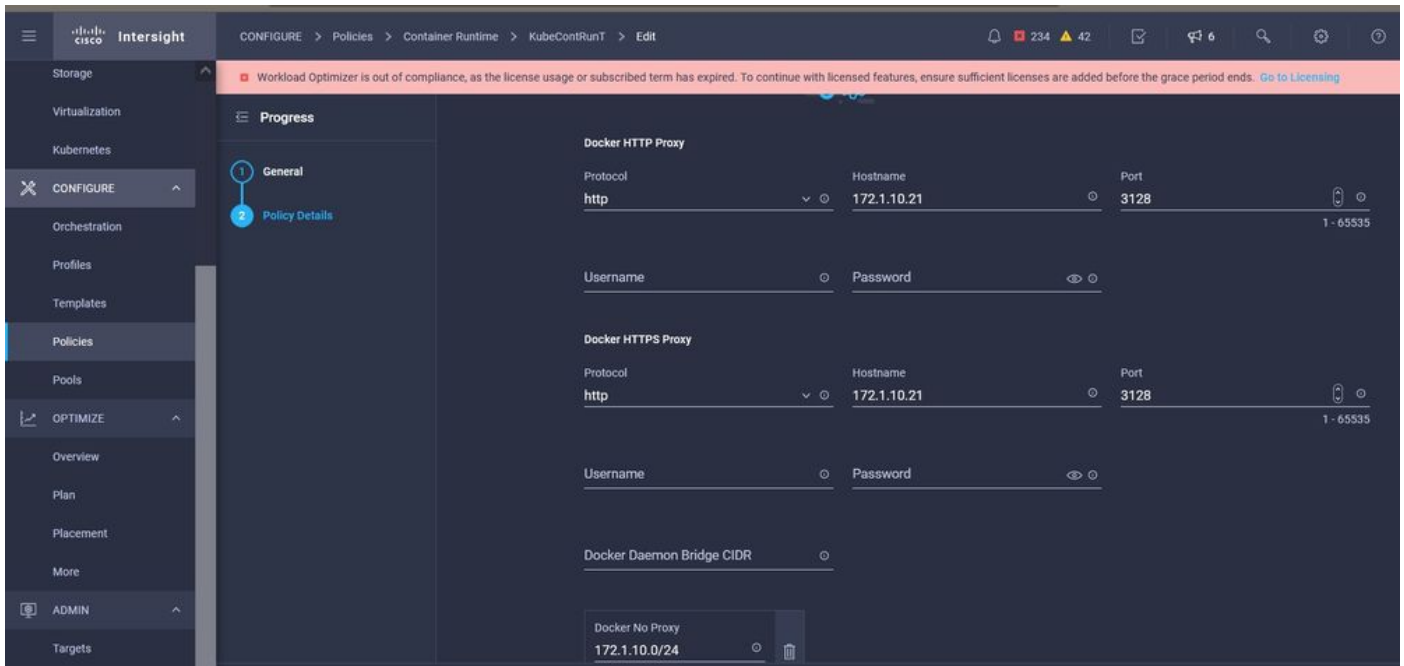 cisco Intersight
CONFIGURE > Policies > Container Runtime > KubeContRunT > Edit
234 42
6
Storage
Virtualization
Kubernetes
CONFIGURE
Orchestration
Profiles
Templates
Policies
Pools
OPTIMIZE
Overview
Plan
Placement
More
ADMIN
Targets
Workload Optimizer is out of compliance, as the license usage or subscribed term has expired. To continue with licensed features, ensure sufficient licenses are added before the grace period ends. Go to Licensing
Progress
1 General
2 Policy Details
Docker HTTP Proxy
Protocol Hostname Port
http 172.1.10.21 3128
1 - 65535
Username Password
Docker HTTPS Proxy
Protocol Hostname Port
http 172.1.10.21 3128
1 - 65535
Username Password
Docker Daemon Bridge CIDR
Docker No Proxy
172.1.10.0/24